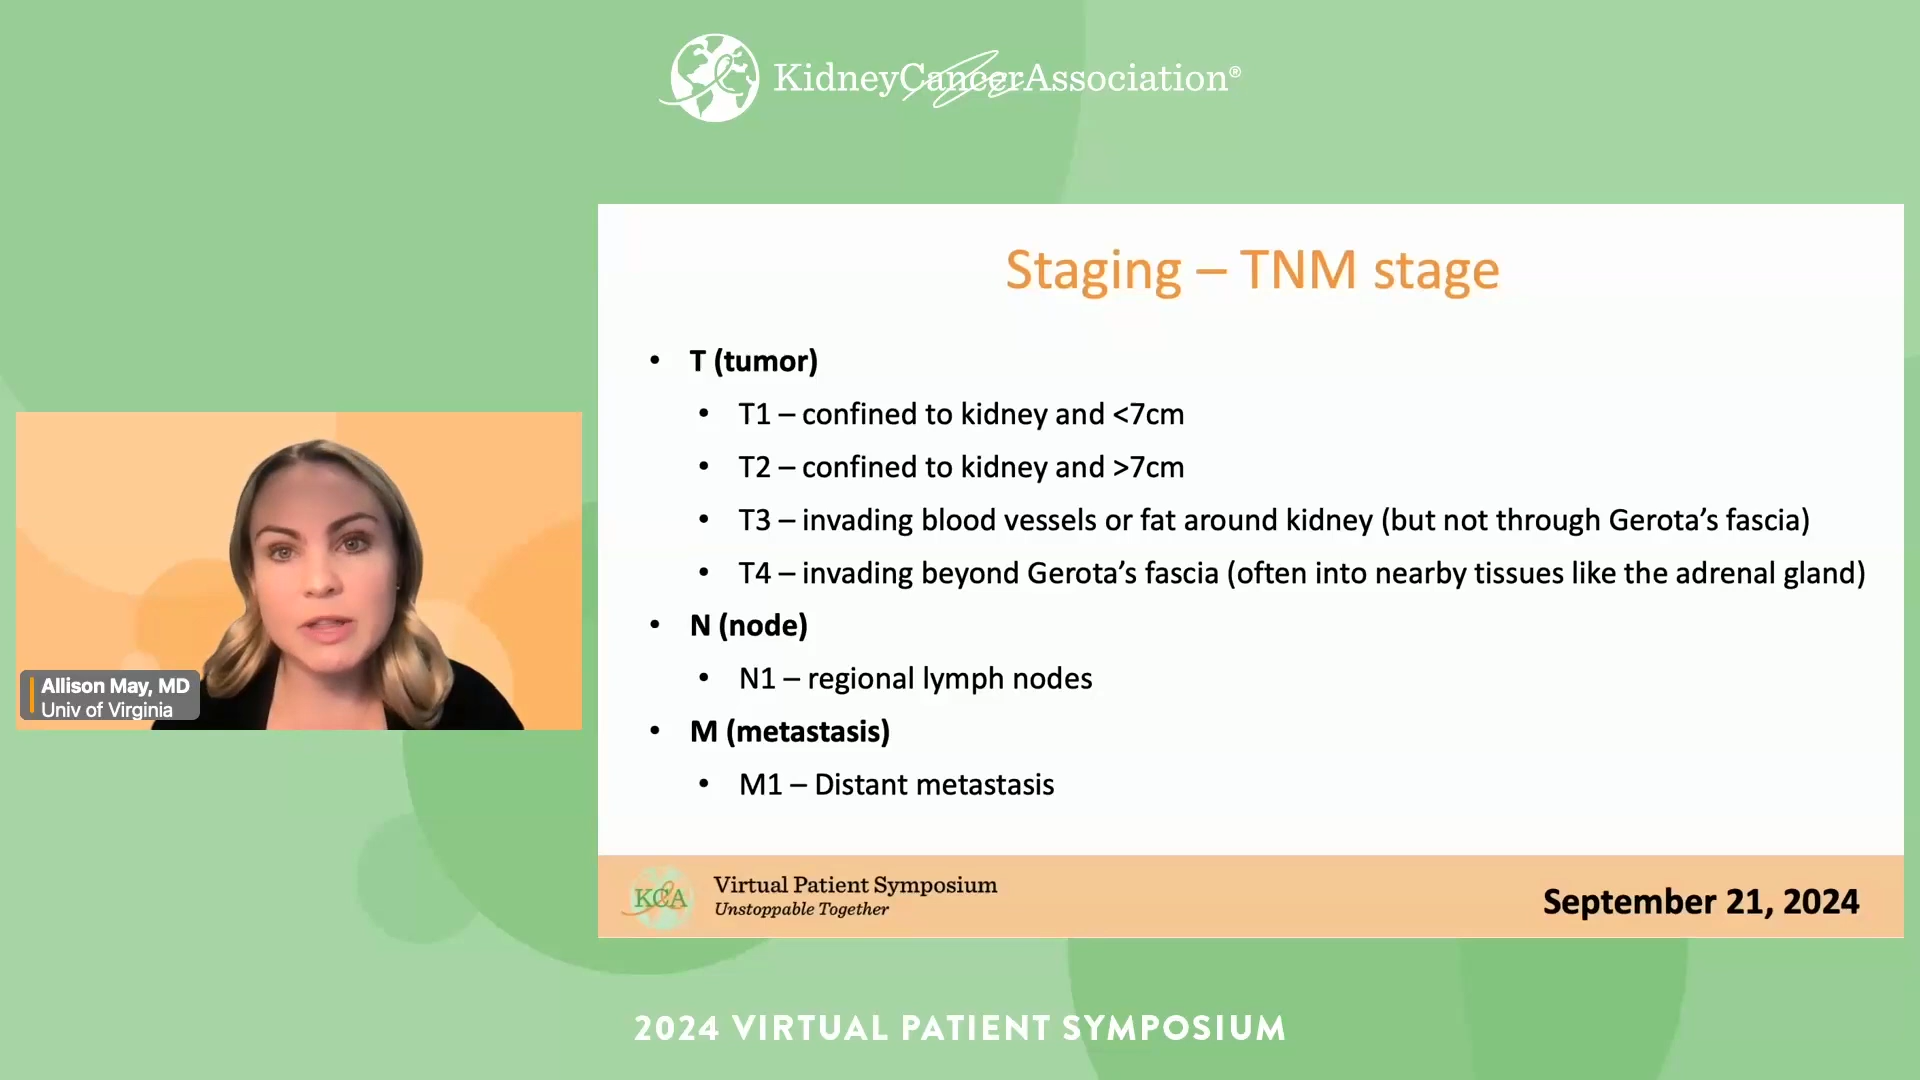 KidneyCancerAssociation®
Staging – TNM stage
• T (tumor)
• T1 – confined to kidney and <7cm
• T2 – confined to kidney and >7cm
• T3 – invading blood vessels or fat around kidney (but not through Gerota’s fascia)
• T4 – invading beyond Gerota’s fascia (often into nearby tissues like the adrenal gland)
• N (node)
• N1 – regional lymph nodes
• M (metastasis)
• M1 – Distant metastasis
Allison May, MD
Univ of Virginia
KCA
Virtual Patient Symposium
Unstoppable Together
September 21, 2024
2024 VIRTUAL PATIENT SYMPOSIUM